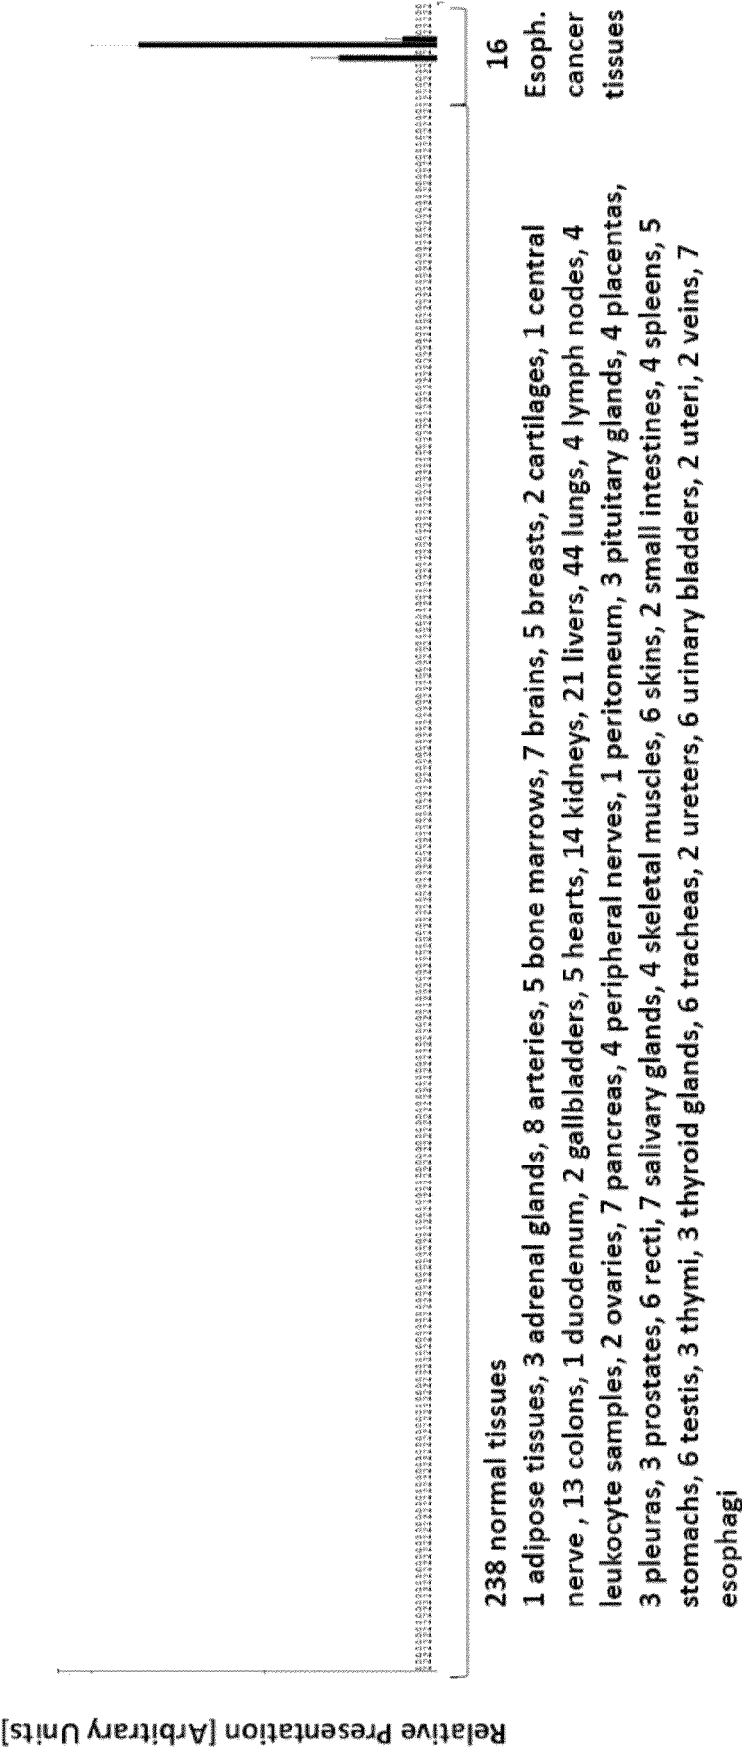 Relative Presentation [Arbitrary Units]
238 normal tissues
1 adipose tissues, 3 adrenal glands, 8 arteries, 5 bone marrows, 7 brains, 5 breasts, 2 cartilages, 1 central
nerve , 13 colons, 1 duodenum, 2 gallbladders, 5 hearts, 14 kidneys, 21 livers, 44 lungs, 4 lymph nodes, 4
leukocyte samples, 2 ovaries, 7 pancreas, 4 peripheral nerves, 1 peritoneum, 3 pituitary glands, 4 placentas,
3 pleuras, 3 prostates, 6 recti, 7 salivary glands, 4 skeletal muscles, 6 skins, 2 small intestines, 4 spleens, 5
stomachs, 6 testis, 3 thymi, 3 thyroid glands, 6 tracheas, 2 ureters, 6 urinary bladders, 2 uteri, 2 veins, 7
esophagi
16
Esoph.
cancer
tissues